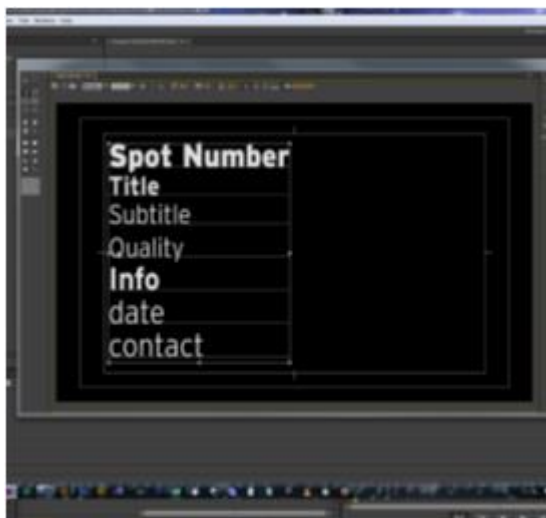 Spot Number
Title
Subtitle
Quality
Info
date
contact